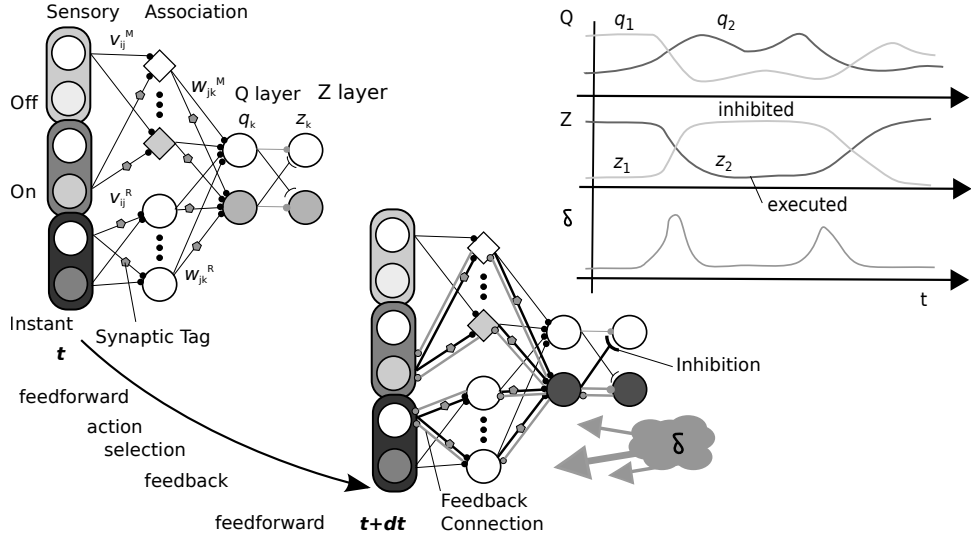 Sensory
Association
v_ij^M
w_jk^M
Off
Q layer
Z layer
q_k
z_k
On
v_ij^R
w_jk^R
Instant
t
Synaptic Tag
feedforward
action
selection
feedback
feedforward
t+dt
Feedback
Connection
Inhibition
δ
Q
q_1
q_2
inhibited
Z
z_1
z_2
executed
δ
t